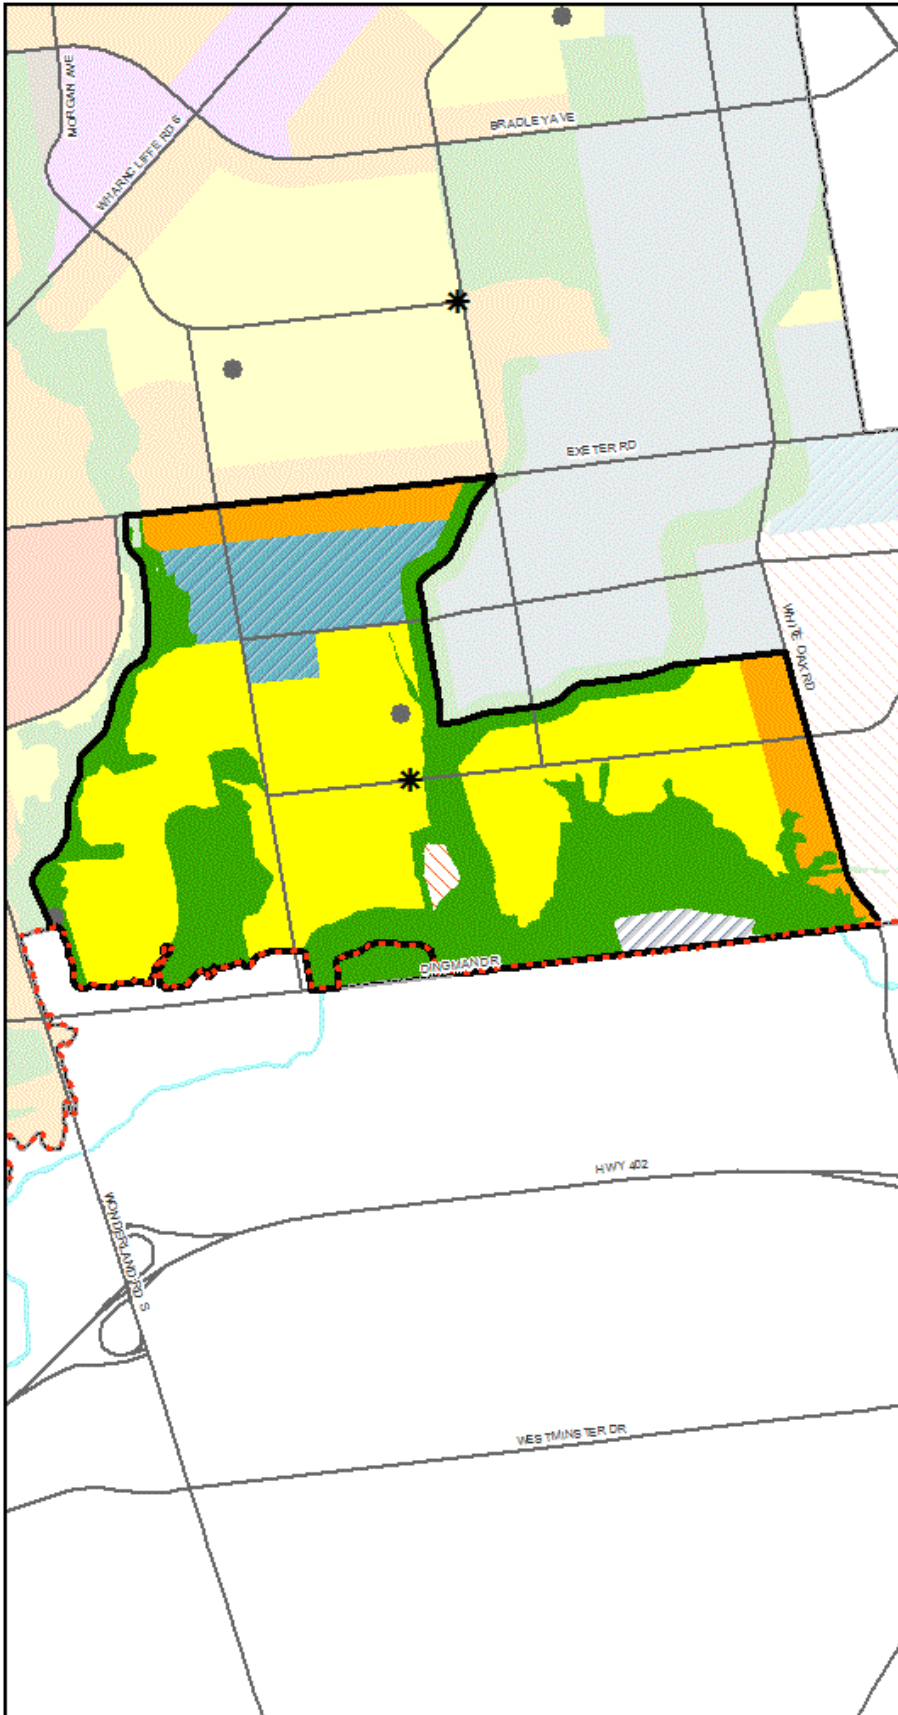 MORGAN AVE
WHARNCLIFFE RD S
BRADLEY AVE
EXETER RD
WHITE OAK RD
DINGMAN DR
HWY 402
WONDERLAND RD S
WESTMINSTER DR